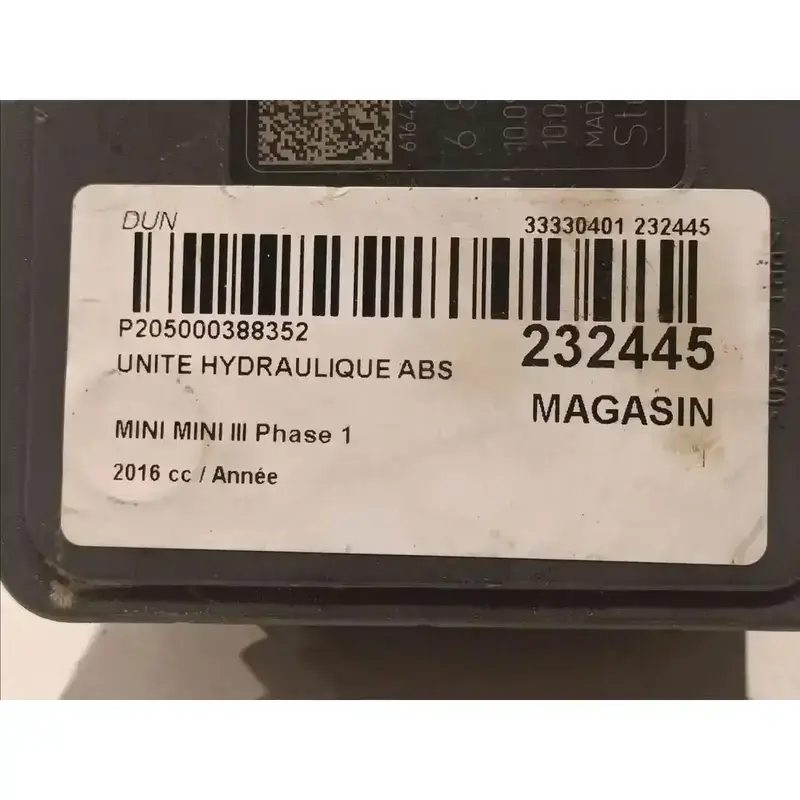 DUN
33330401 232445
P205000388352
232445
UNITE HYDRAULIQUE ABS
MAGASIN
MINI MINI III Phase 1
2016 cc / Année